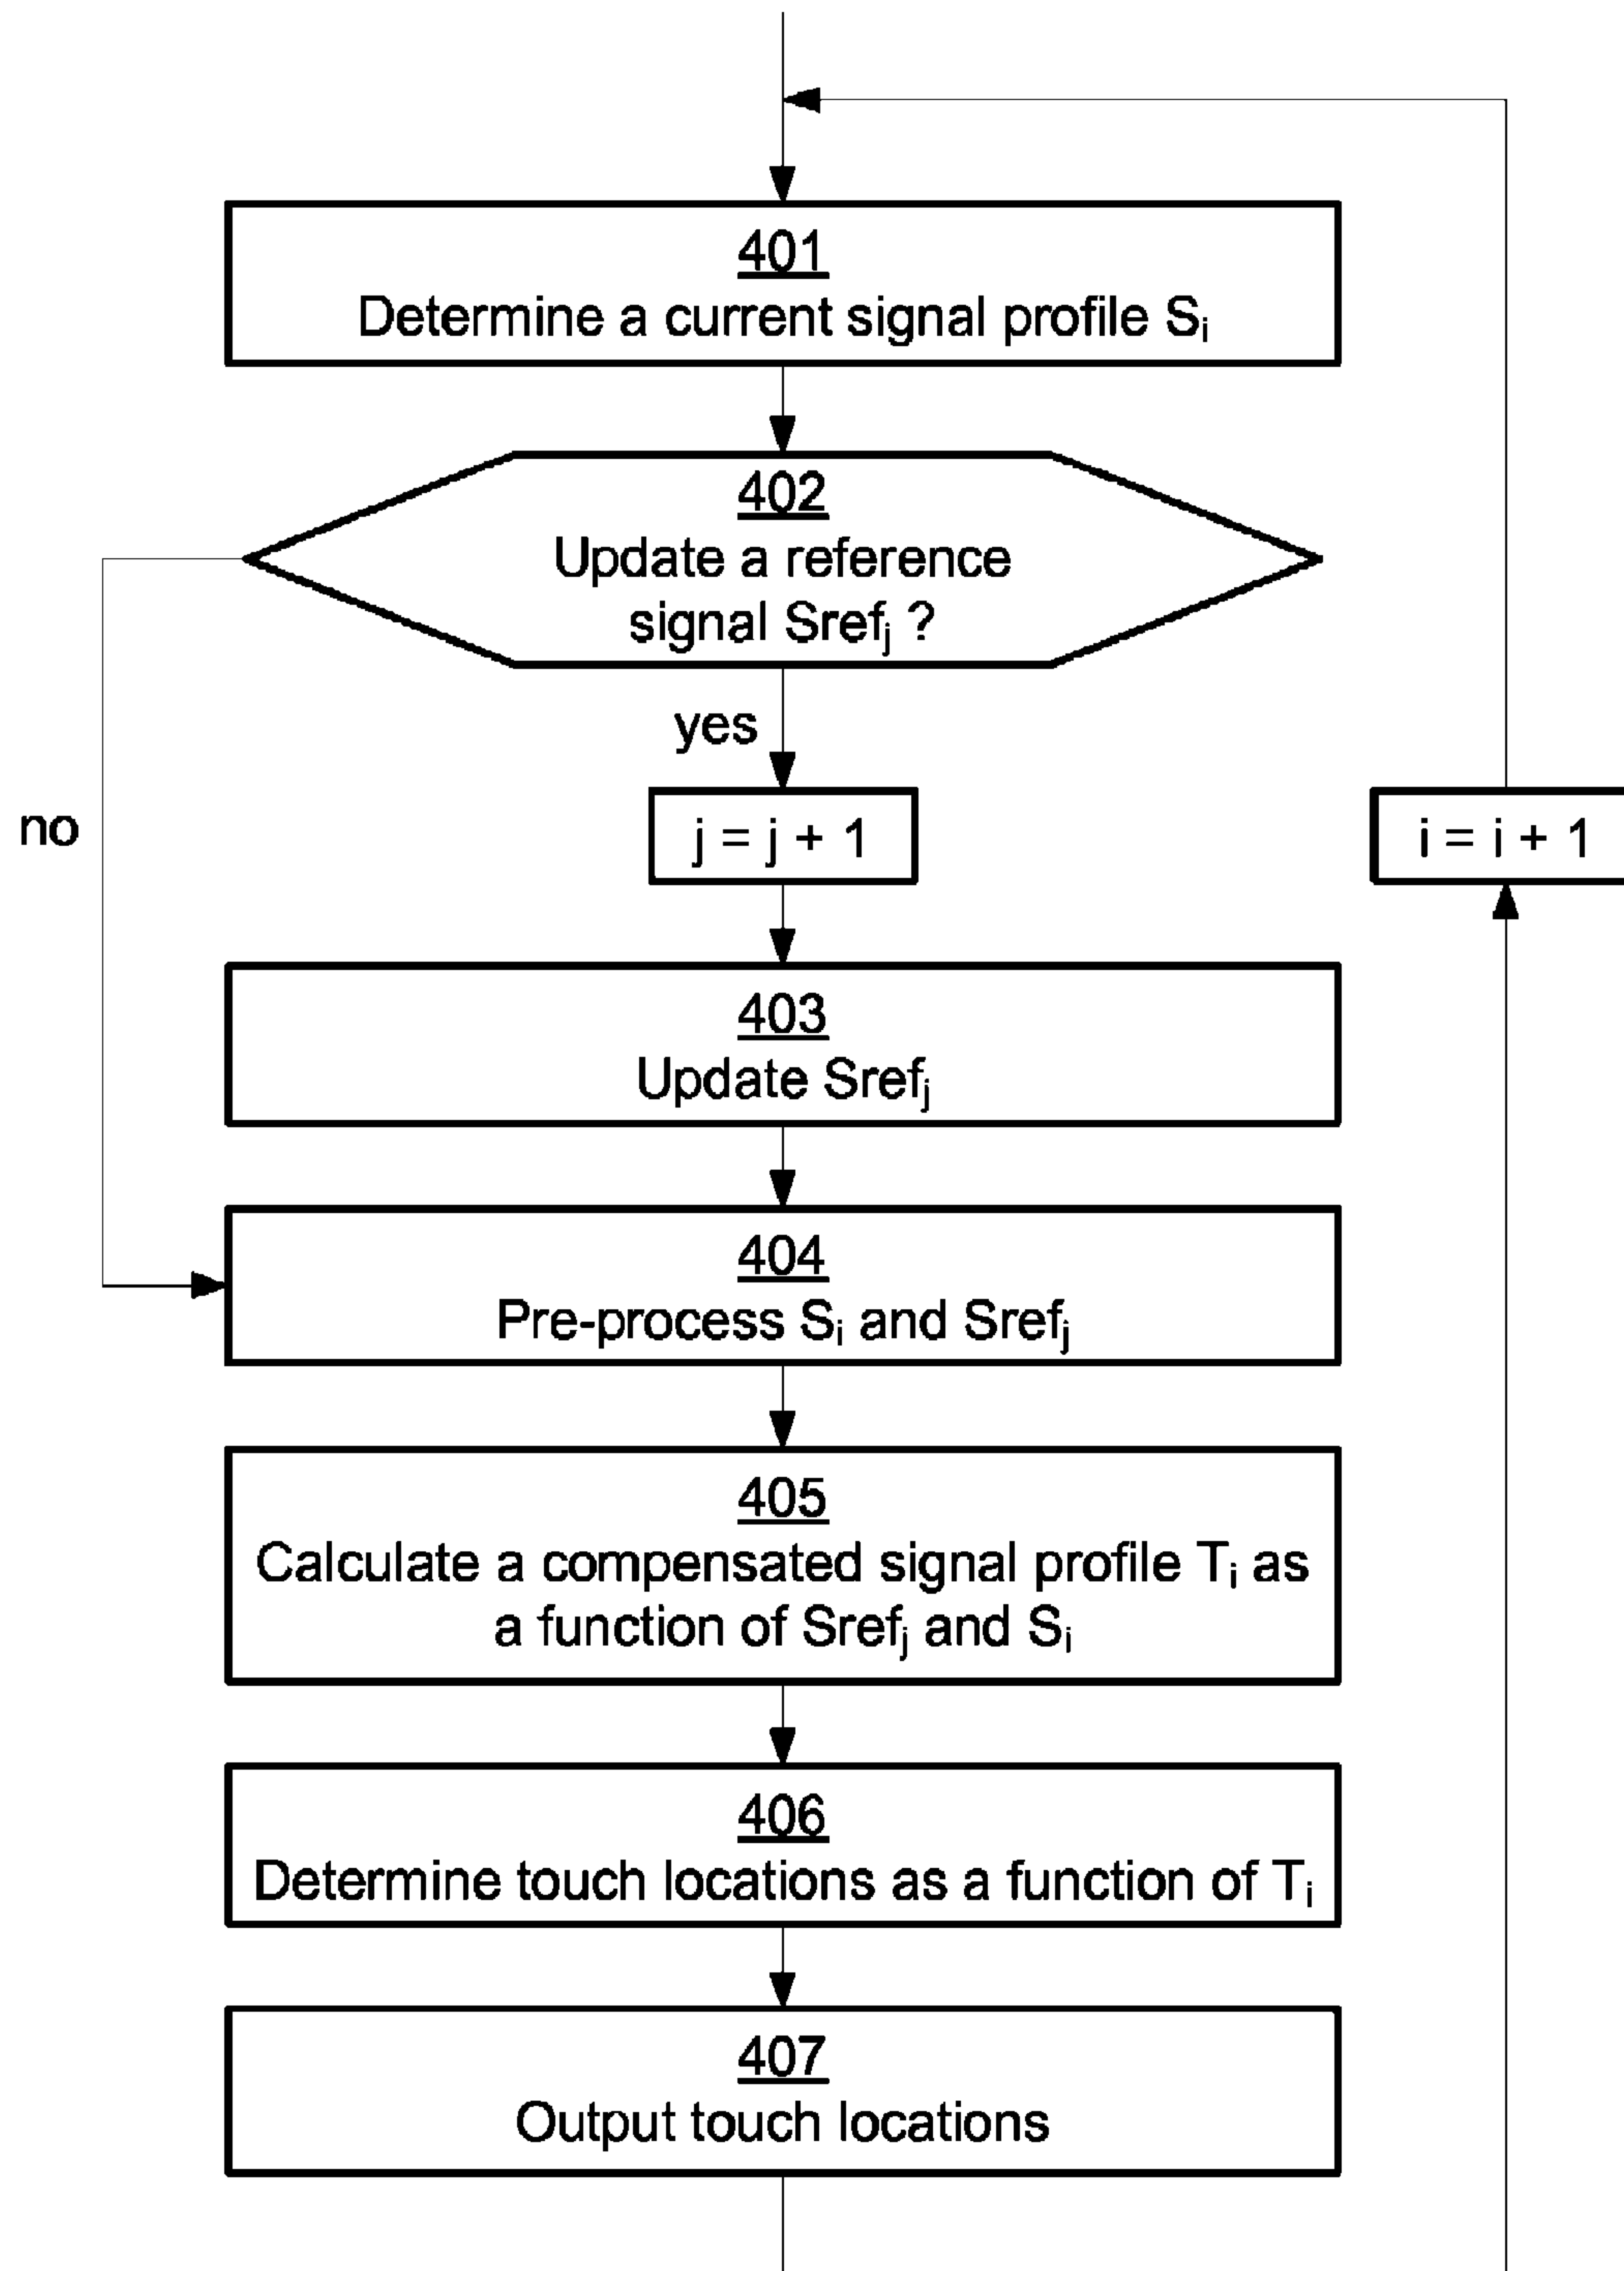 401
Determine a current signal profile Sᵢ
402
Update a reference
signal Srefⱼ ?
yes
no
j = j + 1
i = i + 1
403
Update Srefⱼ
404
Pre-process Sᵢ and Srefⱼ
405
Calculate a compensated signal profile Tᵢ as
a function of Srefⱼ and Sᵢ
406
Determine touch locations as a function of Tᵢ
407
Output touch locations